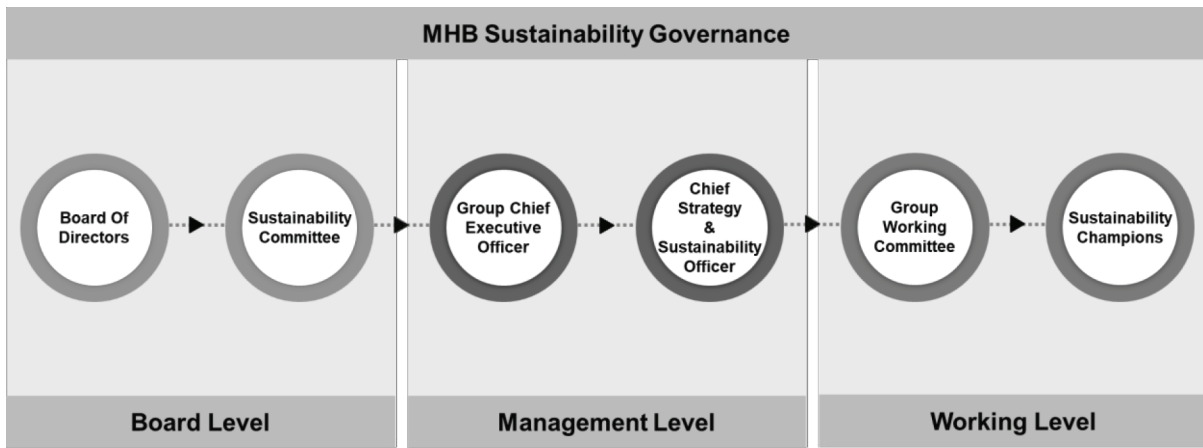 MHB Sustainability Governance
Board Of
Directors
Sustainability
Committee
Group Chief
Executive
Officer
Chief
Strategy
&
Sustainability
Officer
Group
Working
Committee
Sustainability
Champions
Board Level
Management Level
Working Level